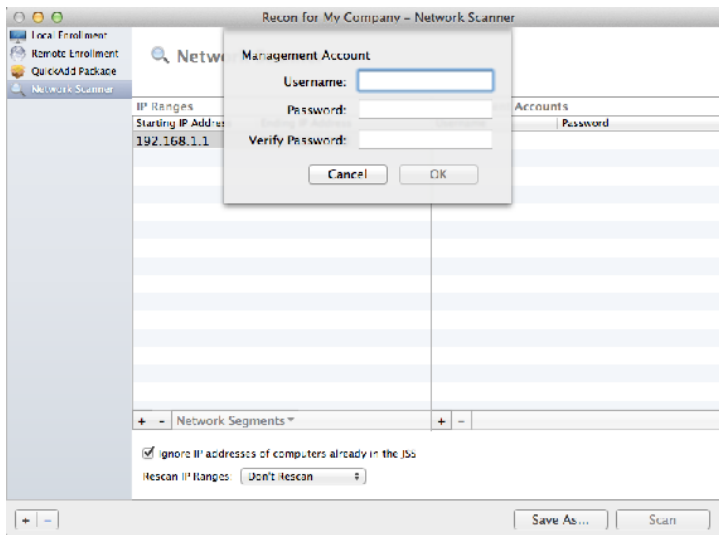 Recon for My Company – Network Scanner
Local Enrollment
Remote Enrollment
QuickAdd Package
Network Scanner
Netw
Management Account
Username:
Password:
Verify Password:
Cancel
OK
IP Ranges
Accounts
Starting IP Addres
Password
192.168.1.1
+ - Network Segments
+ -
Ignore IP addresses of computers already in the JSS
Rescan IP Ranges: Don't Rescan
+ -
Save As...
Scan